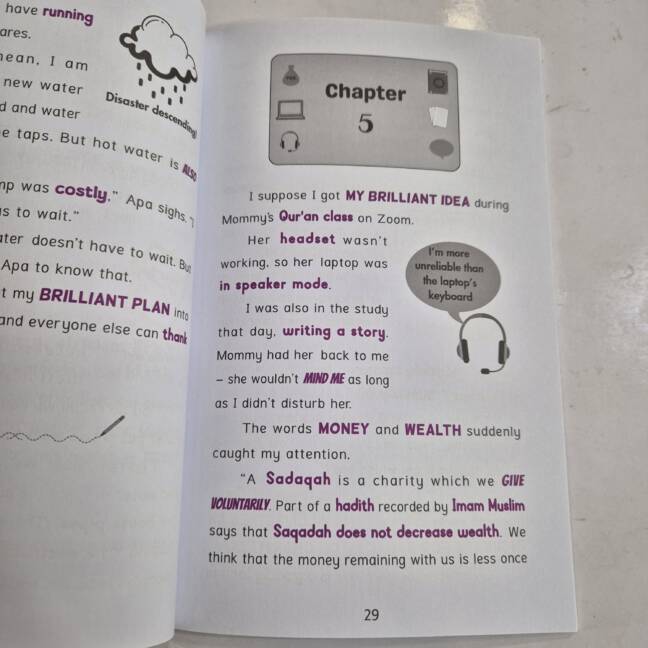 have running
ares.
ean, I am
new water
d and water
e taps. But hot water is ALSO
mp was costly," Apa sighs. "I
s to wait."
ter doesn't have to wait. But
Apa to know that.
t my BRILLIANT PLAN into
and everyone else can thank
Disaster descending!
Chapter
5
I suppose I got MY BRILLIANT IDEA during
Mommy's Qur'an class on Zoom.
Her headset wasn't
working, so her laptop was
in speaker mode.
I was also in the study
that day, writing a story.
Mommy had her back to me
– she wouldn't MIND ME as long
as I didn't disturb her.
I'm more
unreliable than
the laptop's
keyboard
The words MONEY and WEALTH suddenly
caught my attention.
"A Sadaqah is a charity which we GIVE
VOLUNTARILY. Part of a hadith recorded by Imam Muslim
says that Saqadah does not decrease wealth. We
think that the money remaining with us is less once
29